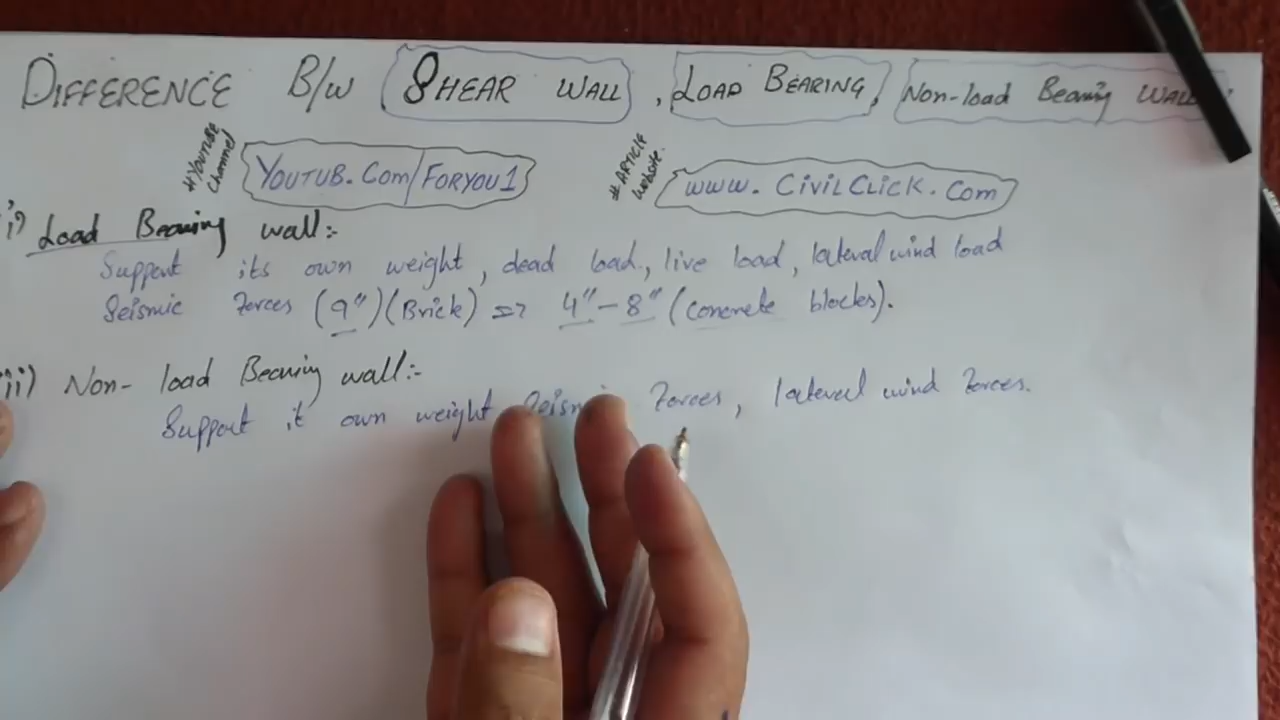 DIFFERENCE B/W SHEAR WALL, LOAD BEARING, Non-load Bearing WALL
#YOUTUBE Channel YOUTUB.Com/FORYOU1 #ARTICLE Website. www.CIVILCLICK.Com
i) Load Bearing wall:-
Support its own weight, dead load, live load, lateral wind load
Seismic Forces (9")(Brick) => 4"-8" (concrete blocks).
ii) Non-load Bearing wall:-
Support it own weight Seismic Forces, lateral wind Forces.